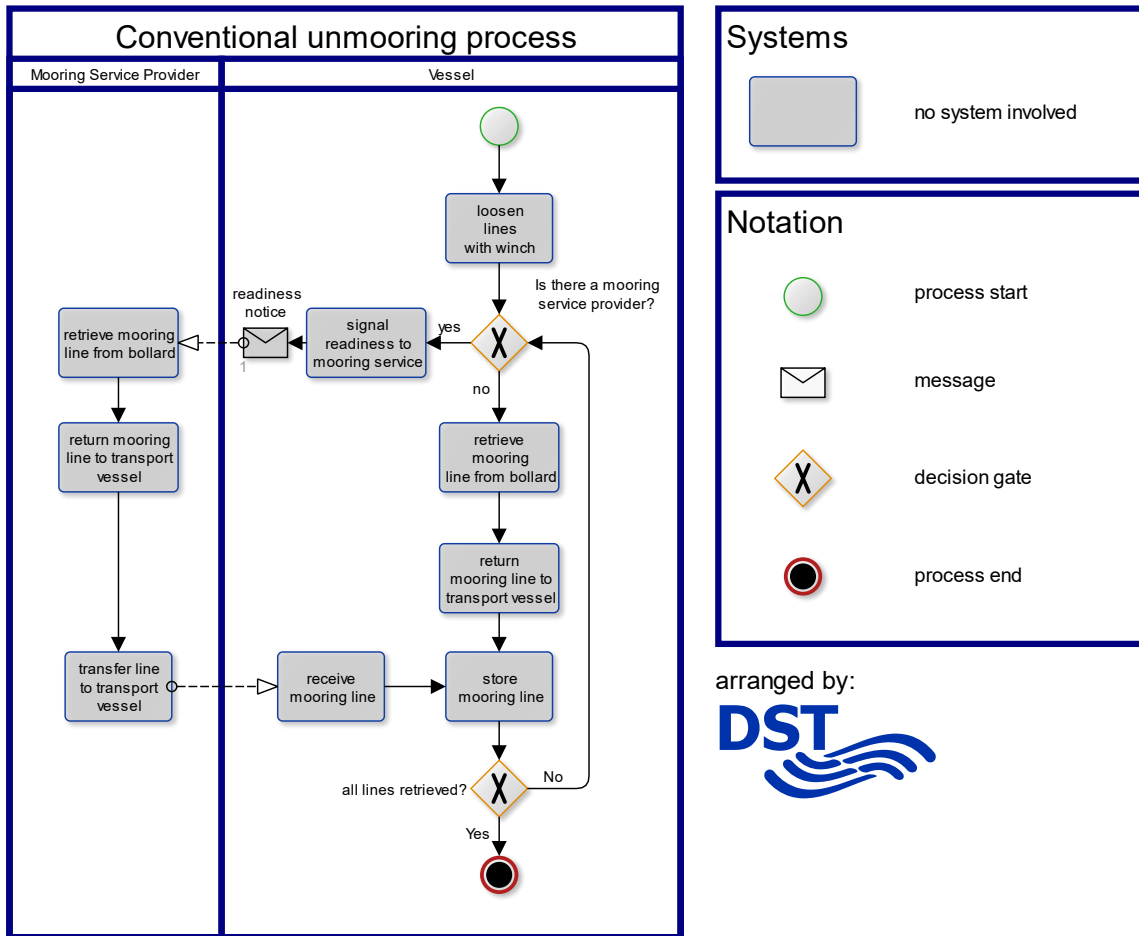 Conventional unmooring process
Mooring Service Provider
Vessel
loosen
lines
with winch
Is there a mooring
service provider?
readiness
notice
1
yes
no
retrieve mooring
line from bollard
signal
readiness to
mooring service
return mooring
line to transport
vessel
retrieve
mooring
line from bollard
return
mooring line to
transport vessel
transfer line
to transport
vessel
receive
mooring line
store
mooring line
all lines retrieved?
No
Yes
Systems
no system involved
Notation
process start
message
decision gate
process end
arranged by:
DST